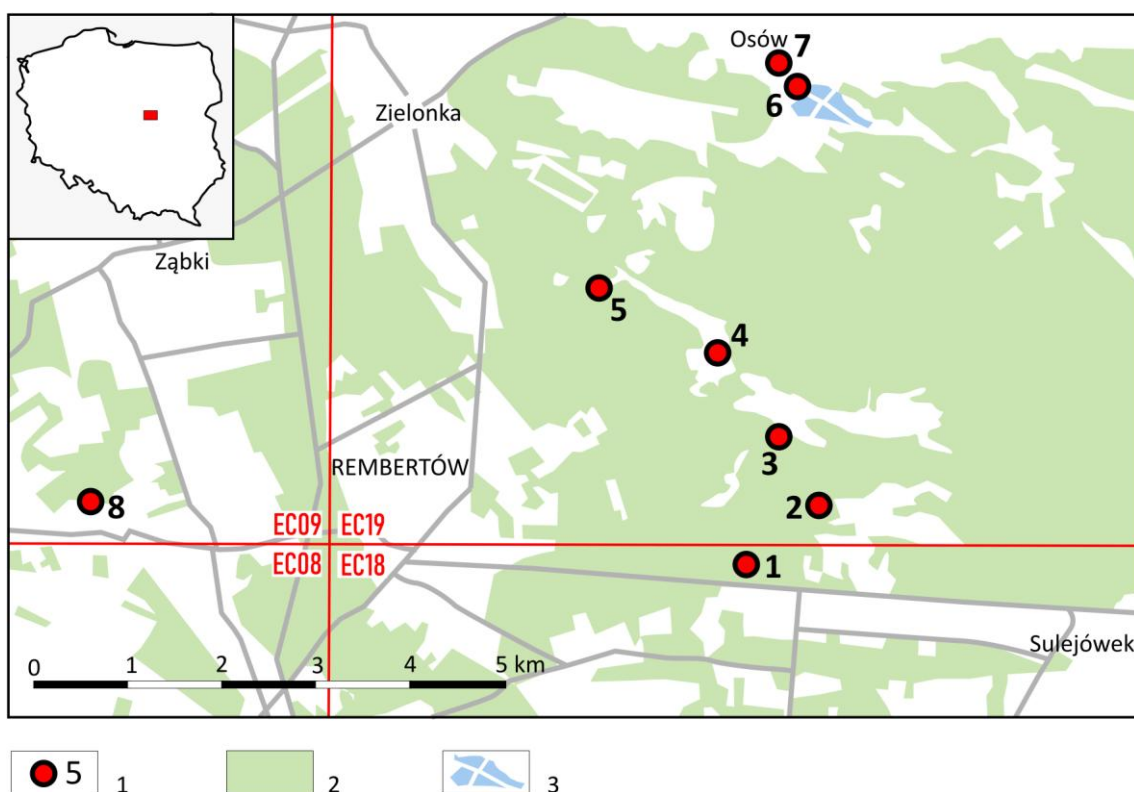 Osów
7
6
Zielonka
Ząbki
5
4
REMBERTÓW
3
8
2
EC09 EC19
EC08 EC18
1
Sulejówek
0 1 2 3 4 5 km
5 1 2 3